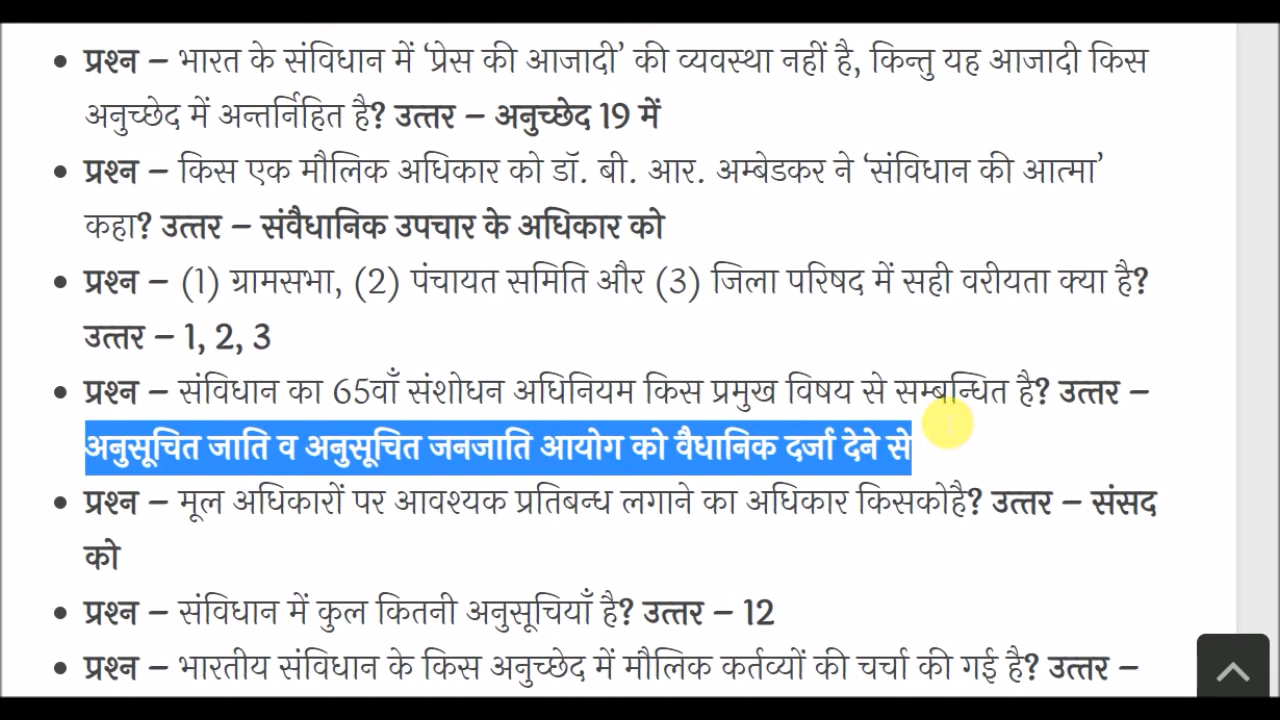 • प्रश्न – भारत के संविधान में ‘प्रेस की आजादी’ की व्यवस्था नहीं है, किन्तु यह आजादी किस
अनुच्छेद में अन्तर्निहित है? उत्तर – अनुच्छेद 19 में
• प्रश्न – किस एक मौलिक अधिकार को डॉ. बी. आर. अम्बेडकर ने ‘संविधान की आत्मा’
कहा? उत्तर – संवैधानिक उपचार के अधिकार को
• प्रश्न – (1) ग्रामसभा, (2) पंचायत समिति और (3) जिला परिषद में सही वरीयता क्या है?
उत्तर – 1, 2, 3
• प्रश्न – संविधान का 65वाँ संशोधन अधिनियम किस प्रमुख विषय से सम्बन्धित है? उत्तर –
अनुसूचित जाति व अनुसूचित जनजाति आयोग को वैधानिक दर्जा देने से
• प्रश्न – मूल अधिकारों पर आवश्यक प्रतिबन्ध लगाने का अधिकार किसकोहै? उत्तर – संसद
को
• प्रश्न – संविधान में कुल कितनी अनुसूचियाँ है? उत्तर – 12
• प्रश्न – भारतीय संविधान के किस अनुच्छेद में मौलिक कर्तव्यों की चर्चा की गई है? उत्तर –